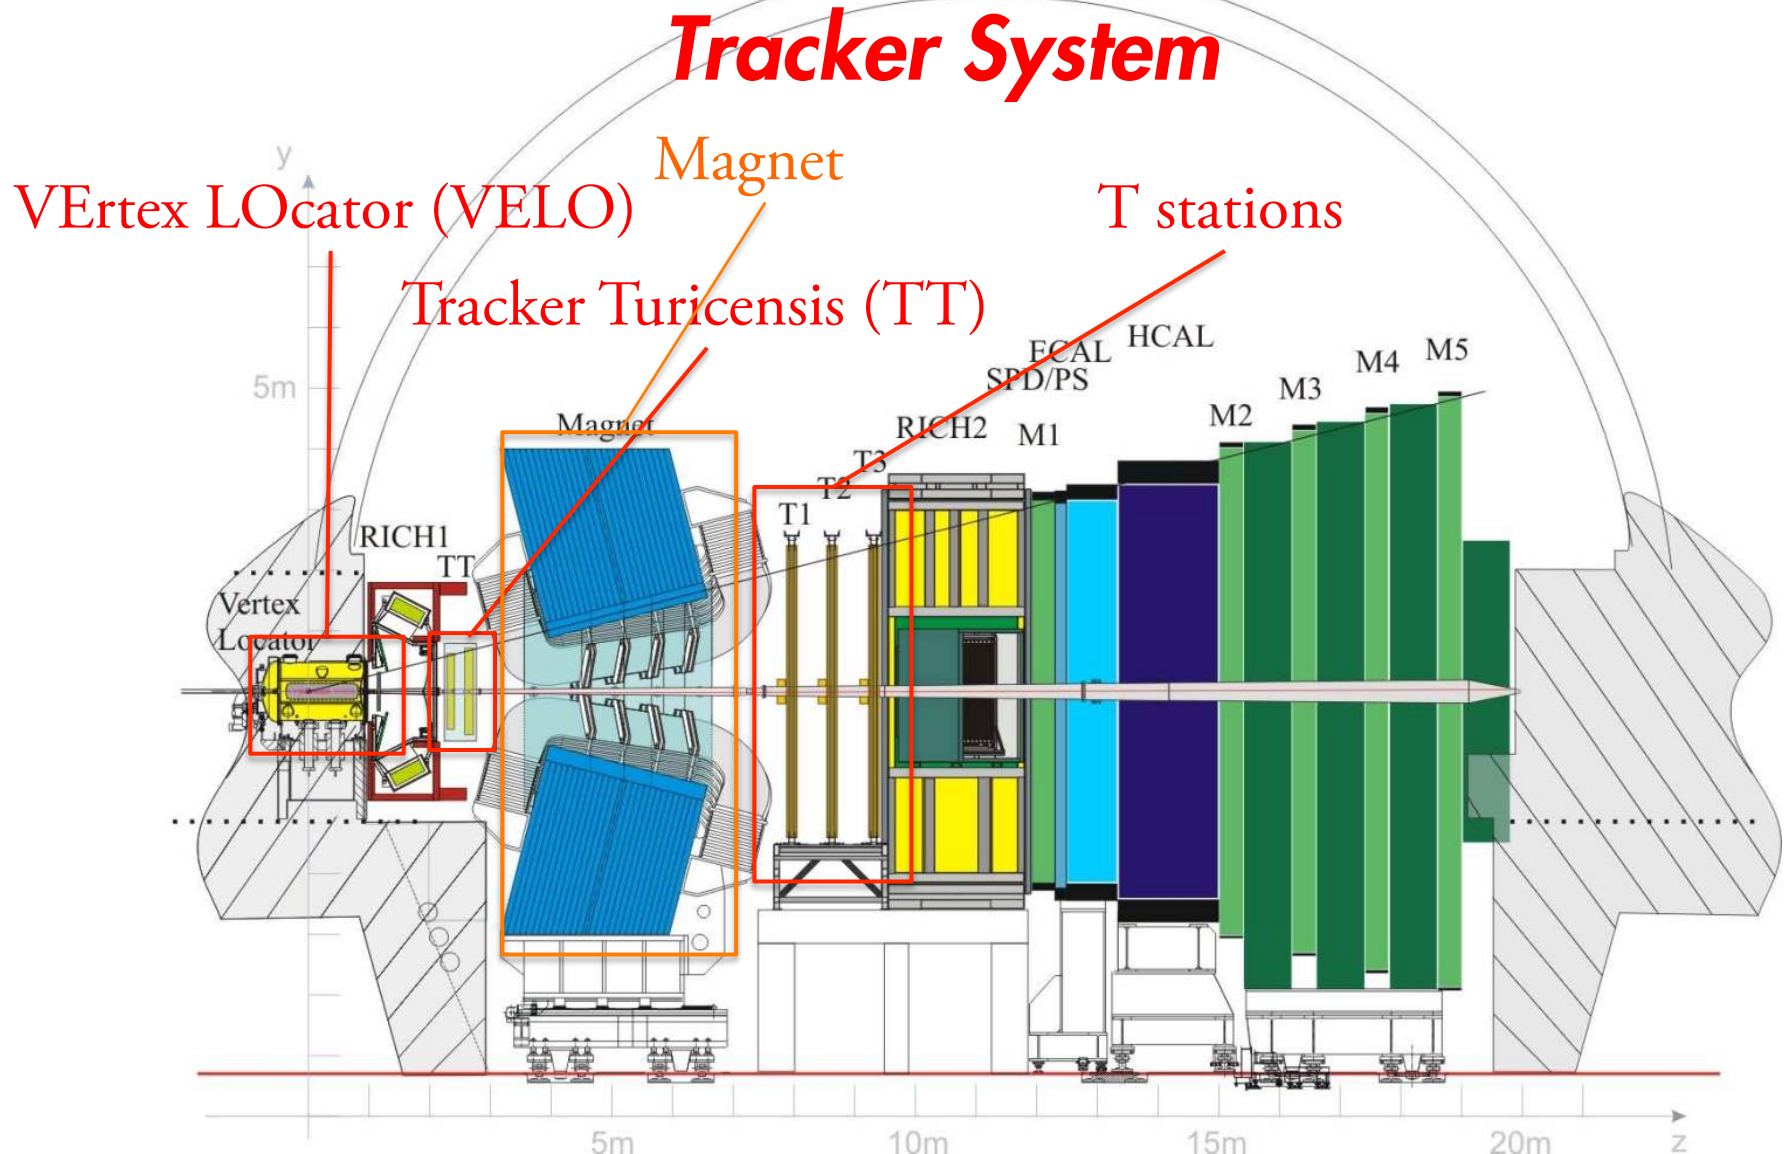 Tracker System
Magnet
y
VErtex LOcator (VELO)
T stations
Tracker Turicensis (TT)
HCAL
ECAL
M5
M4
SPD/PS
5m
M3
M2
Magnet
RICH2
M1
T3
T2
T1
RICH1
TT
Vertex
Locator
5m
10m
15m
20m
z